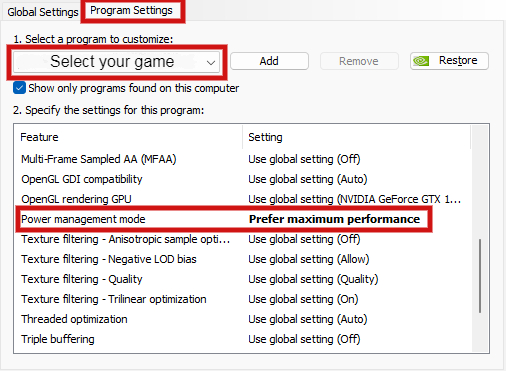 Global Settings Program Settings
1. Select a program to customize:
Select your game Add Remove Restore
Show only programs found on this computer
2. Specify the settings for this program:
Feature Setting
Multi-Frame Sampled AA (MFAA) Use global setting (Off)
OpenGL GDI compatibility Use global setting (Auto)
OpenGL rendering GPU Use global setting (NVIDIA GeForce GTX 1...
Power management mode Prefer maximum performance
Texture filtering - Anisotropic sample opti... Use global setting (Off)
Texture filtering - Negative LOD bias Use global setting (Allow)
Texture filtering - Quality Use global setting (Quality)
Texture filtering - Trilinear optimization Use global setting (On)
Threaded optimization Use global setting (Auto)
Triple buffering Use global setting (Off)